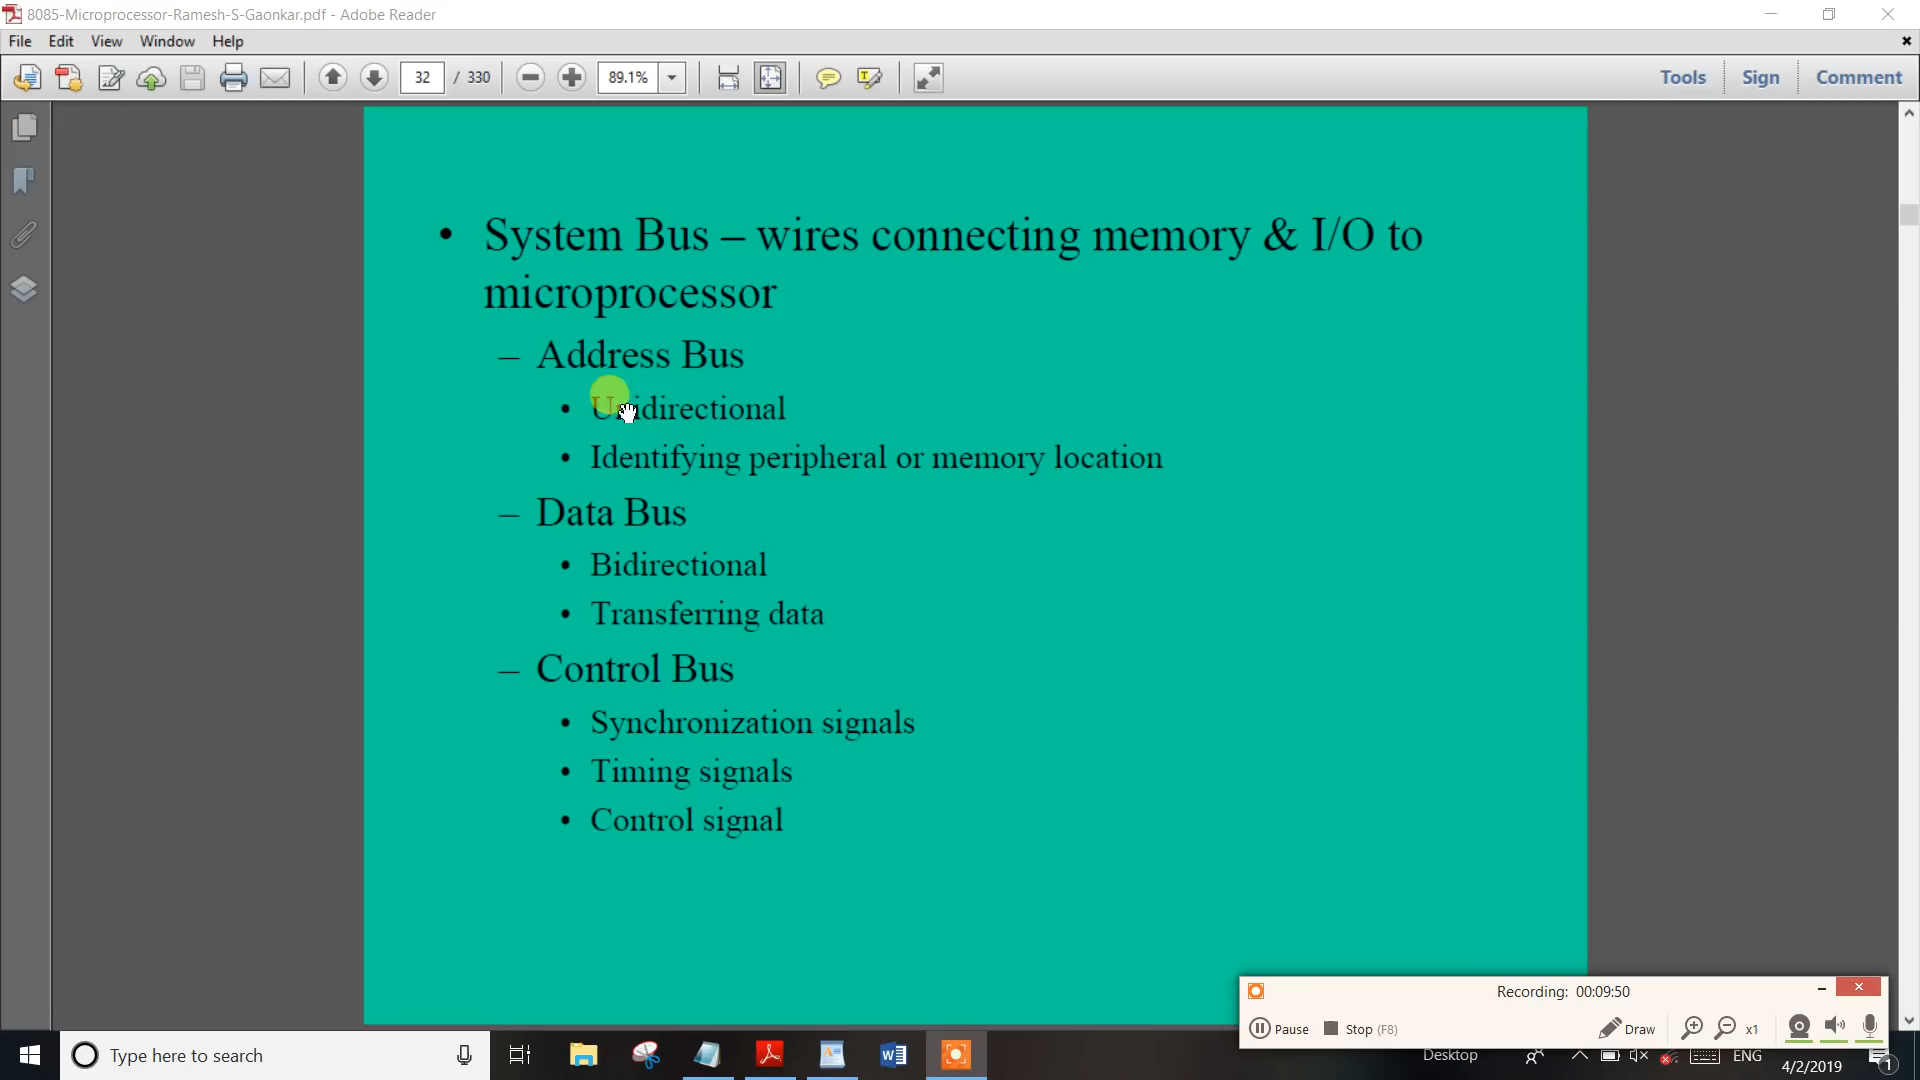 8085-Microprocessor-Ramesh-S-Gaonkar.pdf - Adobe Reader
File Edit View Window Help
32 / 330 89.1% Tools Sign Comment
• System Bus – wires connecting memory & I/O to
microprocessor
– Address Bus
• Unidirectional
• Identifying peripheral or memory location
– Data Bus
• Bidirectional
• Transferring data
– Control Bus
• Synchronization signals
• Timing signals
• Control signal
Recording: 00:09:50
Pause Stop (F8) Draw x1
Type here to search
Desktop ENG
4/2/2019 1